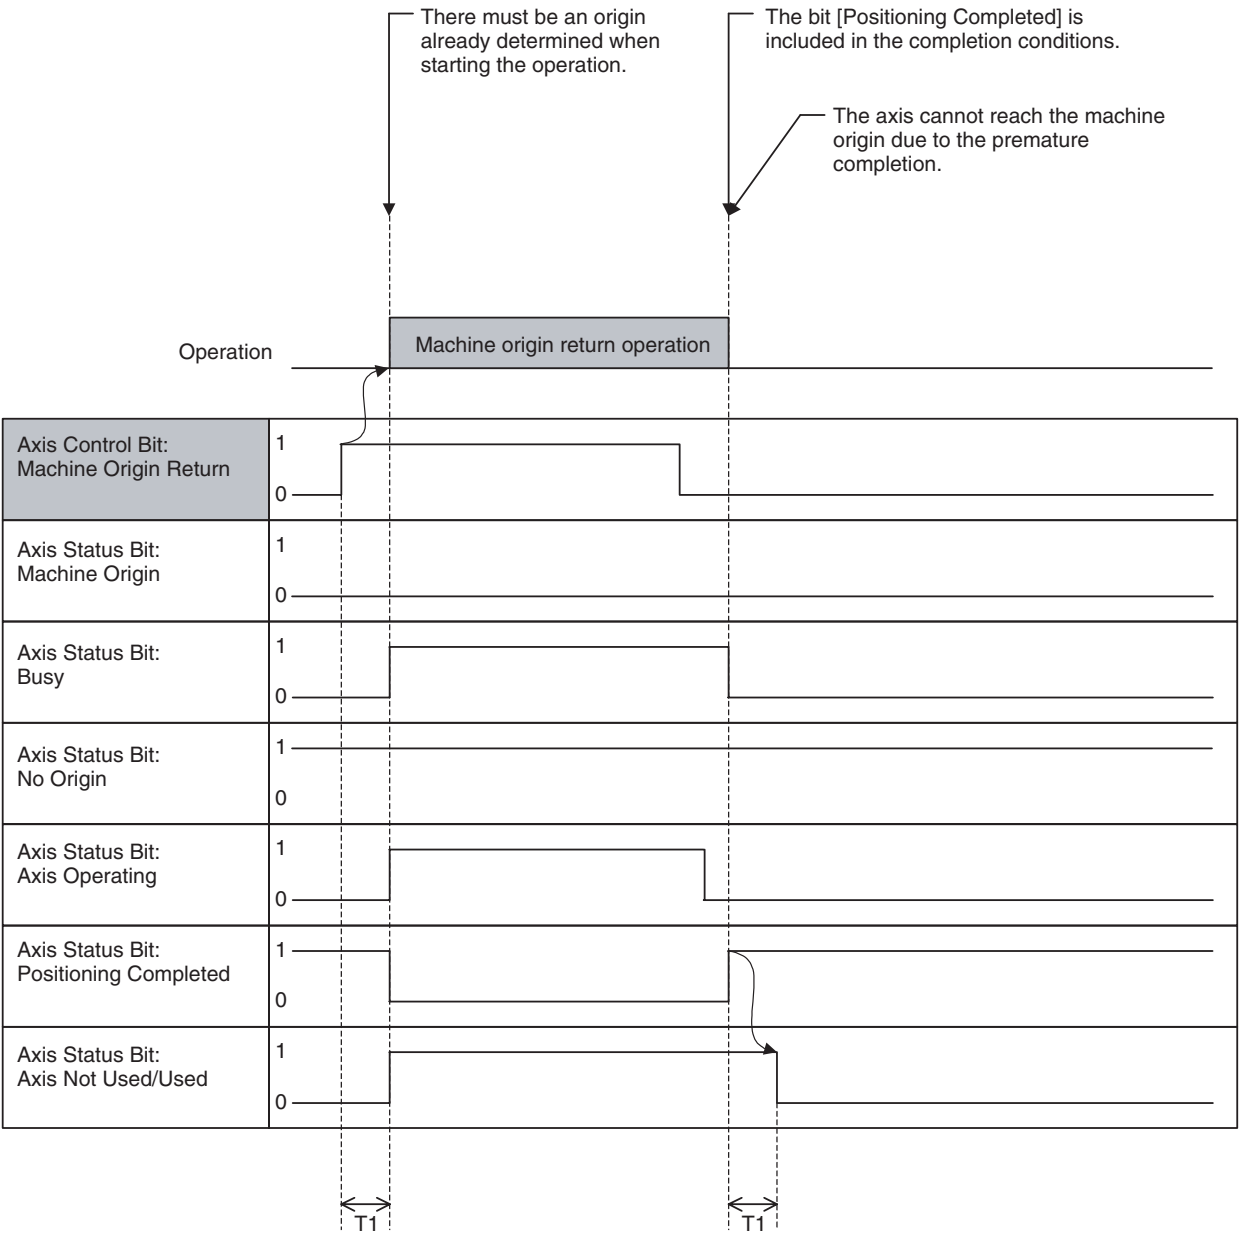 There must be an origin
already determined when
starting the operation.
The bit [Positioning Completed] is
included in the completion conditions.
The axis cannot reach the machine
origin due to the premature
completion.
Operation
Machine origin return operation
Axis Control Bit:
Machine Origin Return
1
0
Axis Status Bit:
Machine Origin
1
0
Axis Status Bit:
Busy
1
0
Axis Status Bit:
No Origin
1
0
Axis Status Bit:
Axis Operating
1
0
Axis Status Bit:
Positioning Completed
1
0
Axis Status Bit:
Axis Not Used/Used
1
0
T1
T1